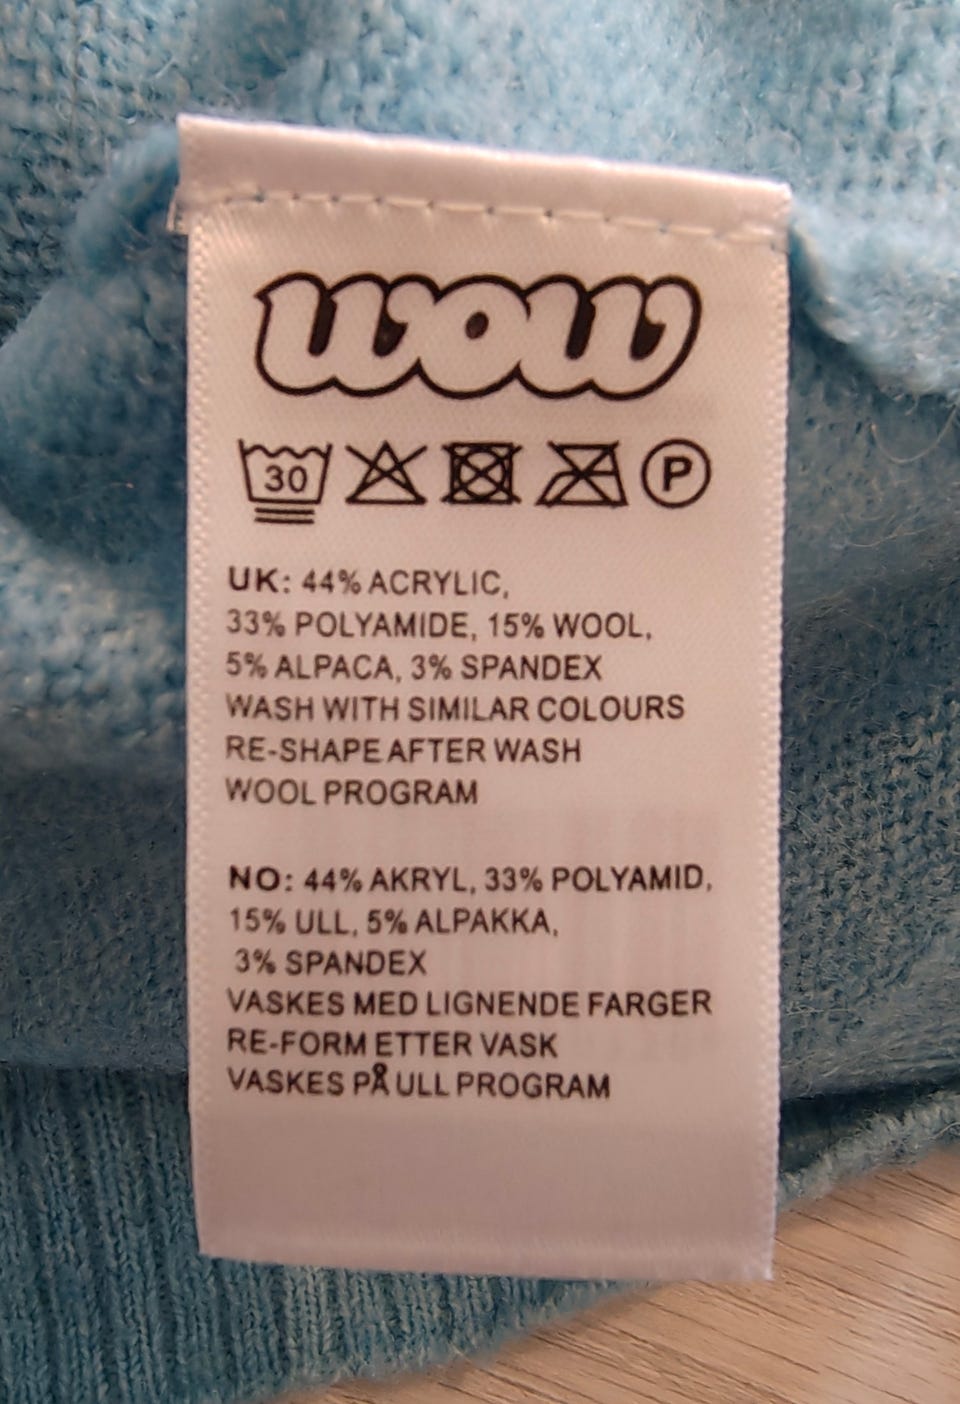 WOW
30 P
UK: 44% ACRYLIC,
33% POLYAMIDE, 15% WOOL,
5% ALPACA, 3% SPANDEX
WASH WITH SIMILAR COLOURS
RE-SHAPE AFTER WASH
WOOL PROGRAM
NO: 44% AKRYL, 33% POLYAMID,
15% ULL, 5% ALPAKKA,
3% SPANDEX
VASKES MED LIGNENDE FARGER
RE-FORM ETTER VASK
VASKES PÅ ULL PROGRAM